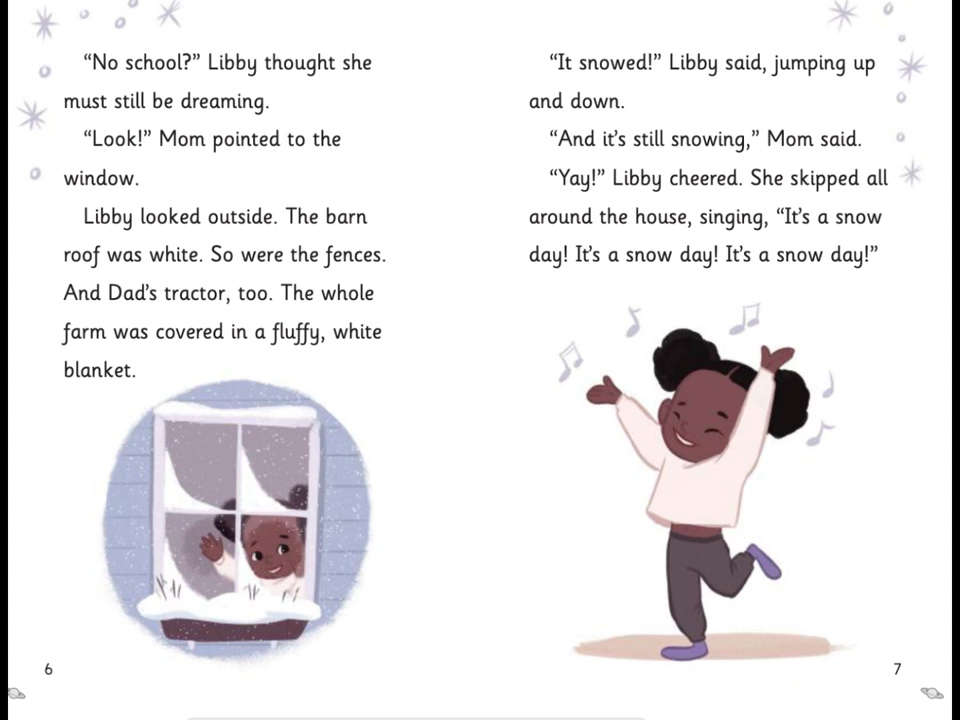 “No school?” Libby thought she
must still be dreaming.
“Look!” Mom pointed to the
window.
Libby looked outside. The barn
roof was white. So were the fences.
And Dad’s tractor, too. The whole
farm was covered in a fluffy, white
blanket.
6
“It snowed!” Libby said, jumping up
and down.
“And it’s still snowing,” Mom said.
“Yay!” Libby cheered. She skipped all
around the house, singing, “It’s a snow
day! It’s a snow day! It’s a snow day!”
7